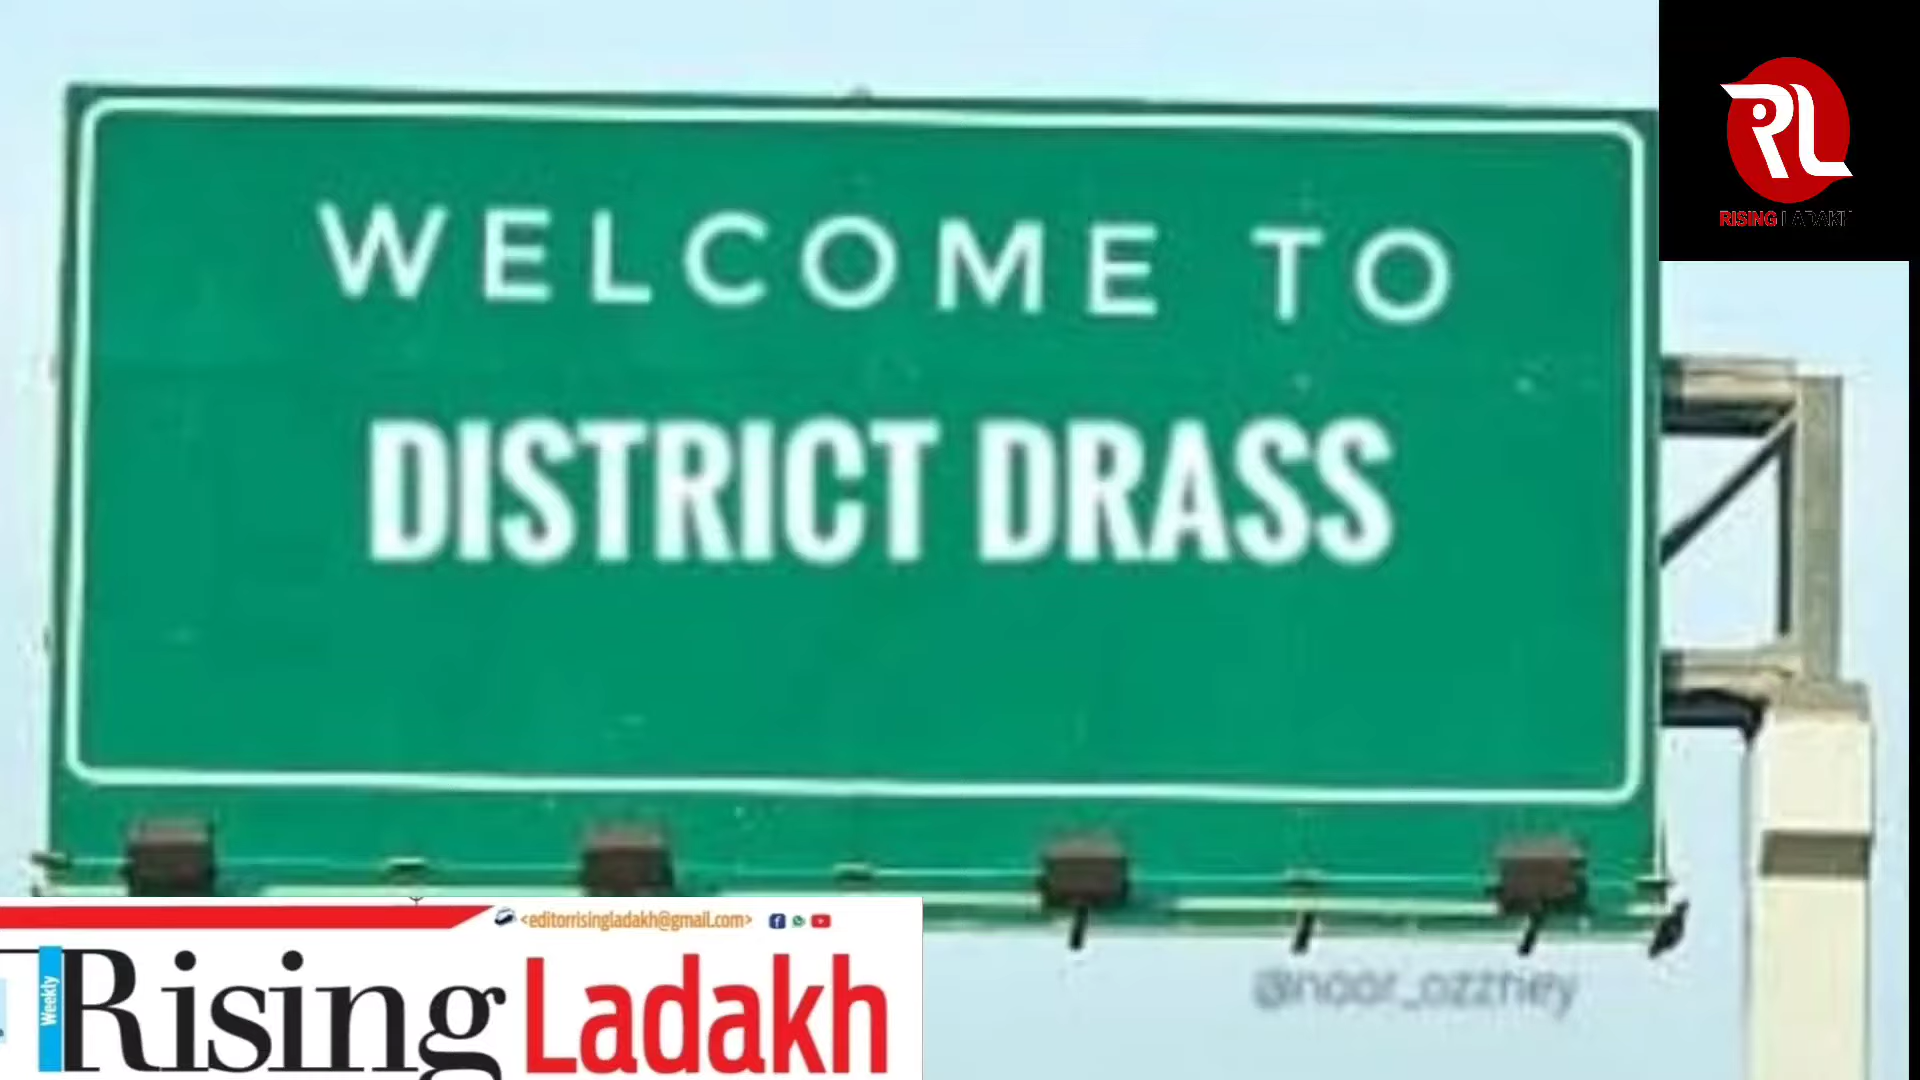 WELCOME TO
DISTRICT DRASS
RL
RISING LADAKH
<editorrisingladakh@gmail.com>
Weekly
Rising Ladakh